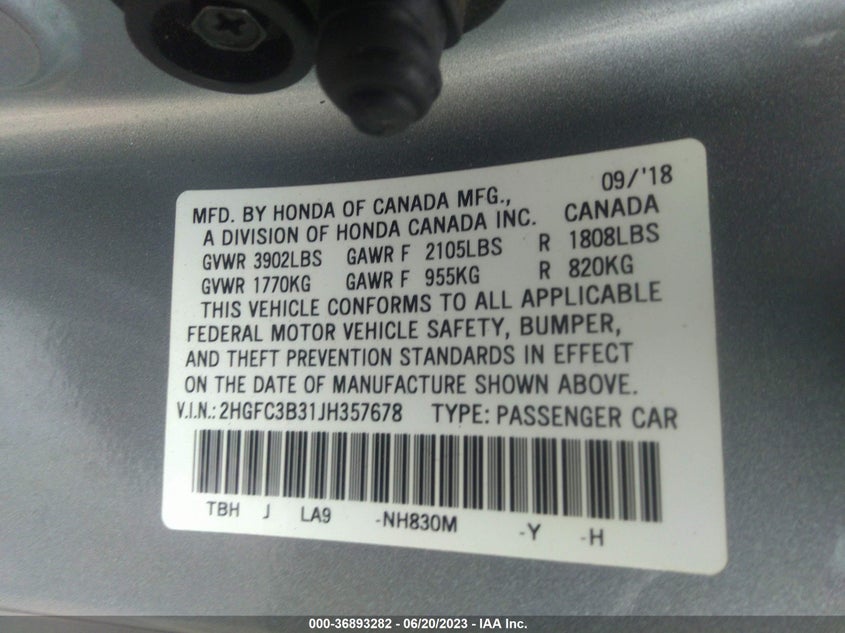 09/'18
MFD. BY HONDA OF CANADA MFG.,
A DIVISION OF HONDA CANADA INC. CANADA
GVWR 3902LBS GAWR F 2105LBS R 1808LBS
GVWR 1770KG GAWR F 955KG R 820KG
THIS VEHICLE CONFORMS TO ALL APPLICABLE
FEDERAL MOTOR VEHICLE SAFETY, BUMPER,
AND THEFT PREVENTION STANDARDS IN EFFECT
ON THE DATE OF MANUFACTURE SHOWN ABOVE.
V.I.N.: 2HGFC3B31JH357678 TYPE: PASSENGER CAR
TBH J LA9 -NH830M -Y -H
000-36893282 - 06/20/2023 - IAA Inc.